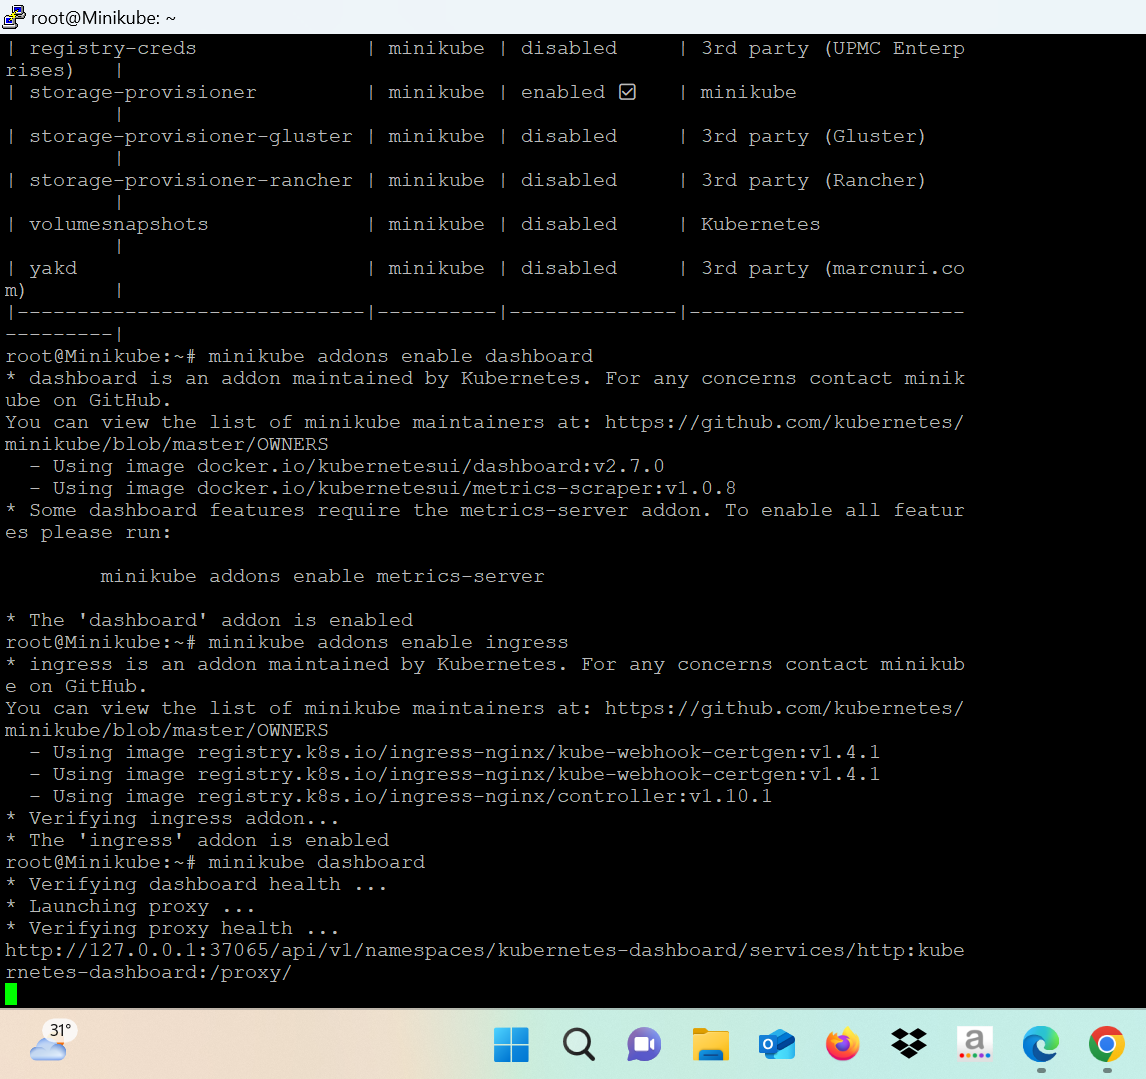 root@Minikube: ~
| registry-creds              | minikube | disabled     | 3rd party (UPMC Enterp
rises)   |
| storage-provisioner         | minikube | enabled ☑    | minikube
         |
| storage-provisioner-gluster | minikube | disabled     | 3rd party (Gluster)
         |
| storage-provisioner-rancher | minikube | disabled     | 3rd party (Rancher)
         |
| volumesnapshots             | minikube | disabled     | Kubernetes
         |
| yakd                        | minikube | disabled     | 3rd party (marcnuri.co
m)       |
|-----------------------------|----------|--------------|-----------------------
---------|
root@Minikube:~# minikube addons enable dashboard
* dashboard is an addon maintained by Kubernetes. For any concerns contact minik
ube on GitHub.
You can view the list of minikube maintainers at: https://github.com/kubernetes/
minikube/blob/master/OWNERS
  - Using image docker.io/kubernetesui/dashboard:v2.7.0
  - Using image docker.io/kubernetesui/metrics-scraper:v1.0.8
* Some dashboard features require the metrics-server addon. To enable all featur
es please run:
        minikube addons enable metrics-server
* The 'dashboard' addon is enabled
root@Minikube:~# minikube addons enable ingress
* ingress is an addon maintained by Kubernetes. For any concerns contact minikub
e on GitHub.
You can view the list of minikube maintainers at: https://github.com/kubernetes/
minikube/blob/master/OWNERS
  - Using image registry.k8s.io/ingress-nginx/kube-webhook-certgen:v1.4.1
  - Using image registry.k8s.io/ingress-nginx/kube-webhook-certgen:v1.4.1
  - Using image registry.k8s.io/ingress-nginx/controller:v1.10.1
* Verifying ingress addon...
* The 'ingress' addon is enabled
root@Minikube:~# minikube dashboard
* Verifying dashboard health ...
* Launching proxy ...
* Verifying proxy health ...
http://127.0.0.1:37065/api/v1/namespaces/kubernetes-dashboard/services/http:kube
rnetes-dashboard:/proxy/
31°
a